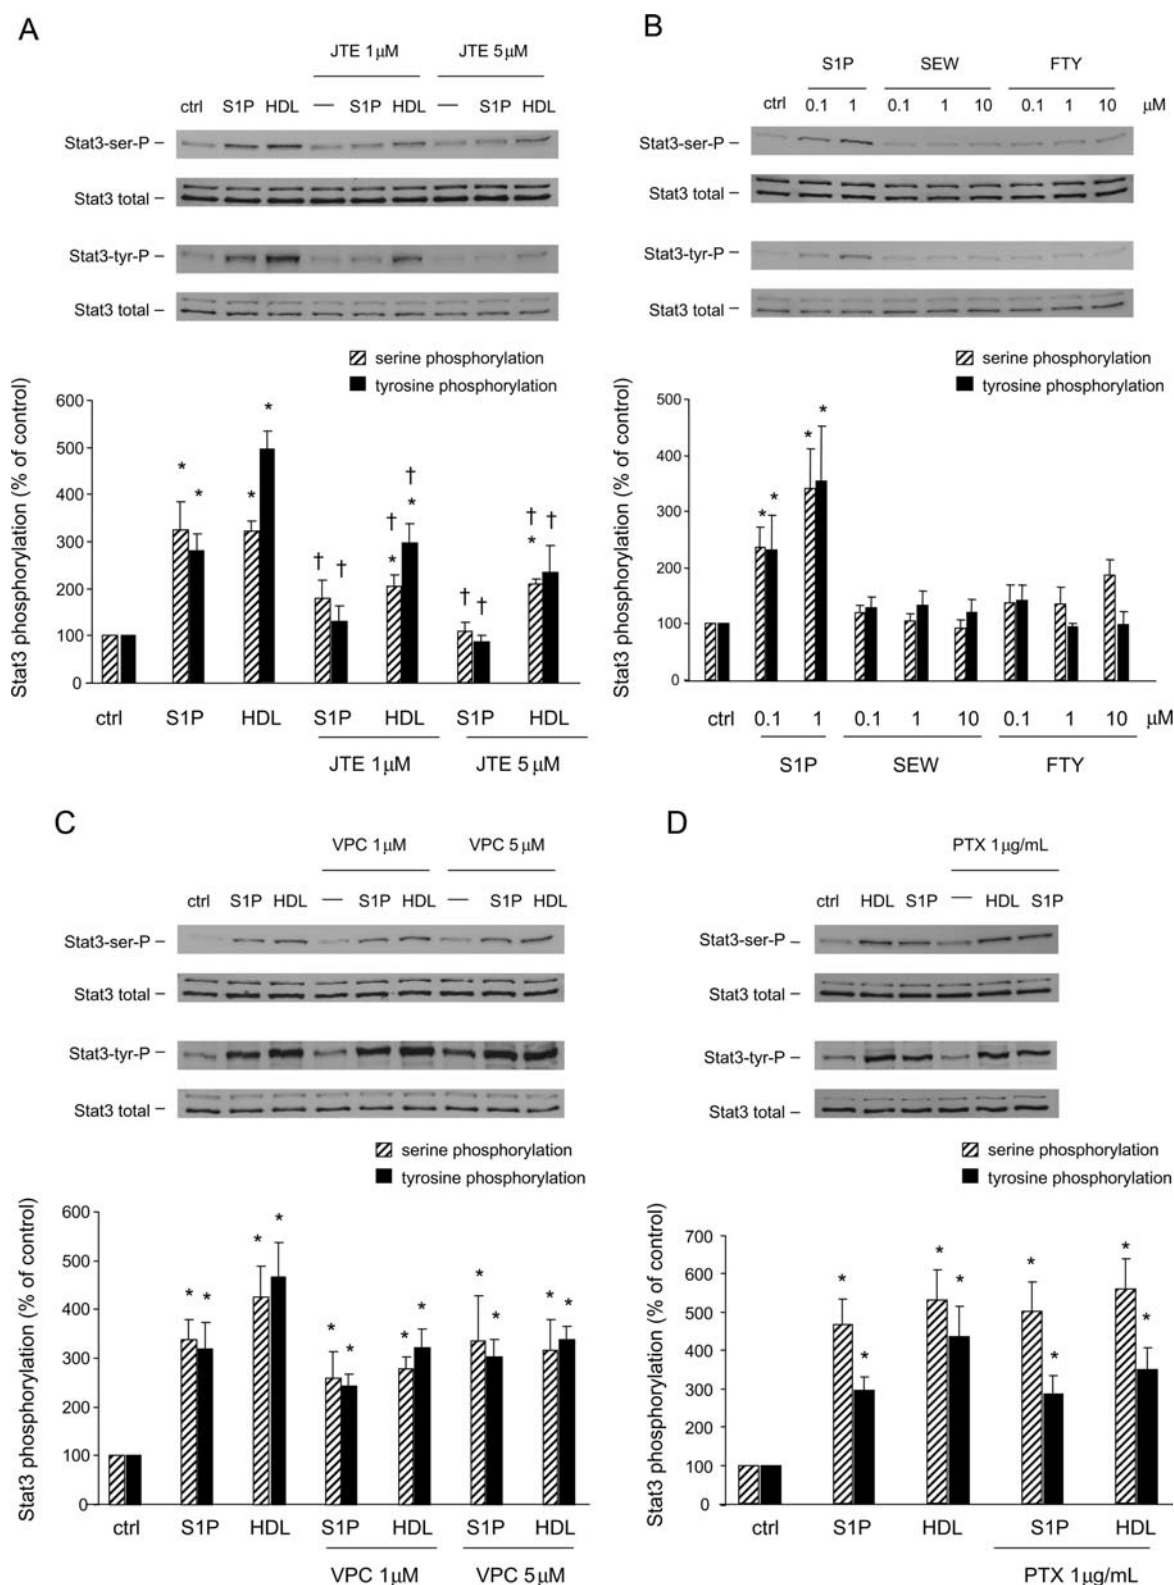 A
JTE 1μM JTE 5μM
ctrl S1P HDL — S1P HDL — S1P HDL
Stat3-ser-P –
Stat3 total –
Stat3-tyr-P –
Stat3 total –
serine phosphorylation
tyrosine phosphorylation
Stat3 phosphorylation (% of control)
600
500
400
300
200
100
0
* * * * † † † * † * † † † * †
ctrl S1P HDL S1P HDL S1P HDL
JTE 1μM JTE 5μM
B
S1P SEW FTY
ctrl 0.1 1 0.1 1 10 0.1 1 10 μM
Stat3-ser-P –
Stat3 total –
Stat3-tyr-P –
Stat3 total –
serine phosphorylation
tyrosine phosphorylation
Stat3 phosphorylation (% of control)
500
400
300
200
100
0
* * * *
ctrl 0.1 1 0.1 1 10 0.1 1 10 μM
S1P SEW FTY
C
VPC 1μM VPC 5μM
ctrl S1P HDL — S1P HDL — S1P HDL
Stat3-ser-P –
Stat3 total –
Stat3-tyr-P –
Stat3 total –
serine phosphorylation
tyrosine phosphorylation
Stat3 phosphorylation (% of control)
600
500
400
300
200
100
0
* * * * * * * * * * * *
ctrl S1P HDL S1P HDL S1P HDL
VPC 1μM VPC 5μM
D
PTX 1μg/mL
ctrl HDL S1P — HDL S1P
Stat3-ser-P –
Stat3 total –
Stat3-tyr-P –
Stat3 total –
serine phosphorylation
tyrosine phosphorylation
Stat3 phosphorylation (% of control)
700
600
500
400
300
200
100
0
* * * * * * * *
ctrl S1P HDL S1P HDL
PTX 1μg/mL